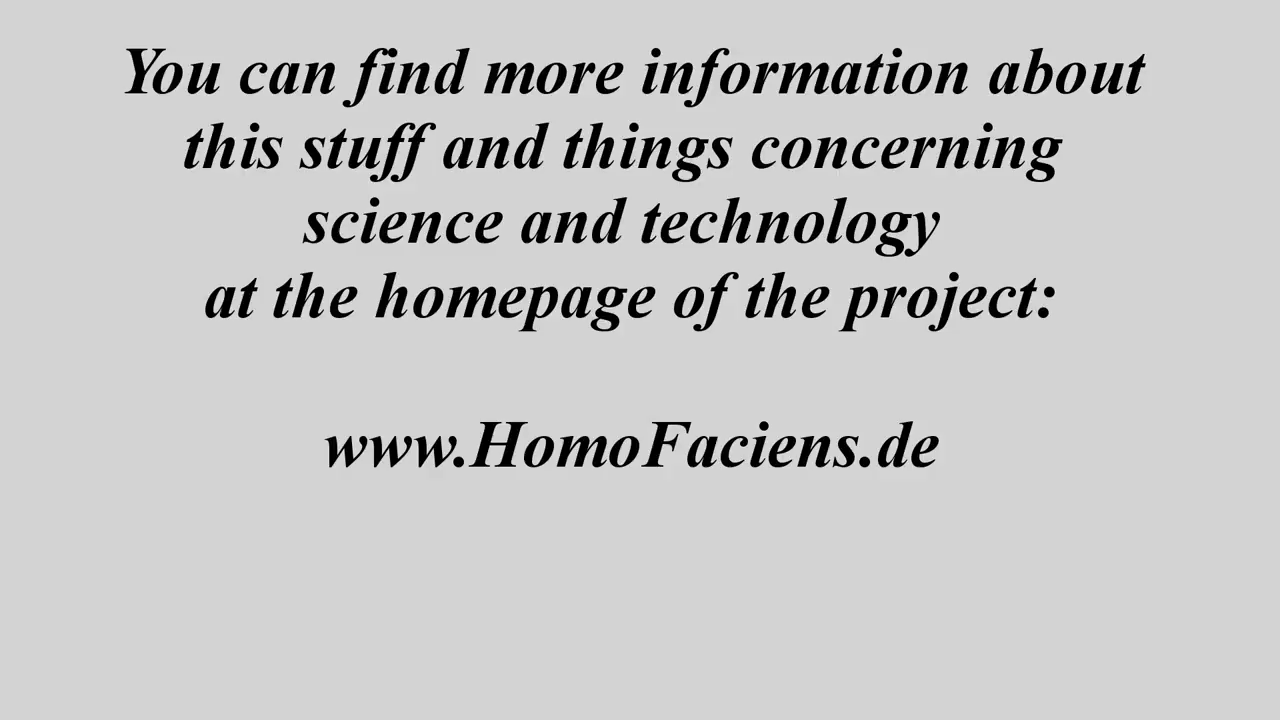 You can find more information about
this stuff and things concerning
science and technology
at the homepage of the project:
www.HomoFaciens.de